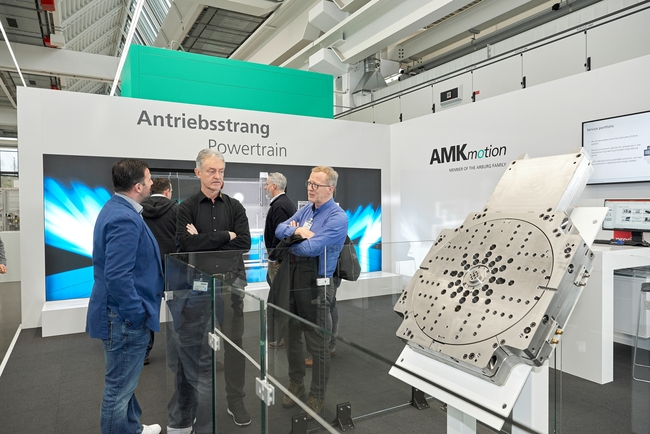 Antriebsstrang
Powertrain
AMKmotion
MEMBER OF THE ARBURG FAMILY